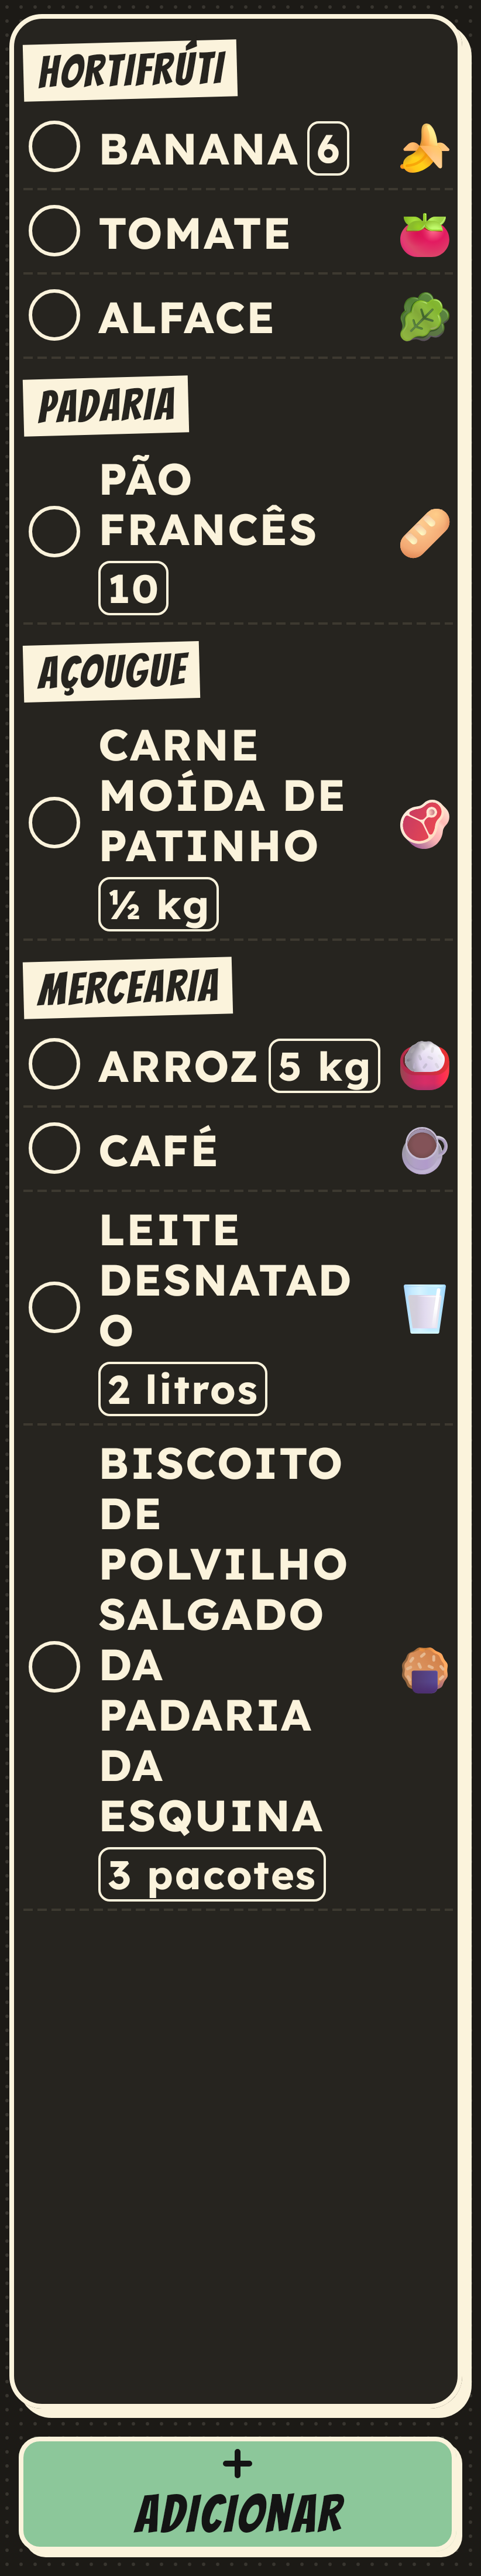 HORTIFRÚTI
BANANA 6
TOMATE
ALFACE
PADARIA
PÃO
FRANCÊS
10
AÇOUGUE
CARNE
MOÍDA DE
PATINHO
½ kg
MERCEARIA
ARROZ 5 kg
CAFÉ
LEITE
DESNATAD
O
2 litros
BISCOITO
DE
POLVILHO
SALGADO
DA
PADARIA
DA
ESQUINA
3 pacotes
+
ADICIONAR